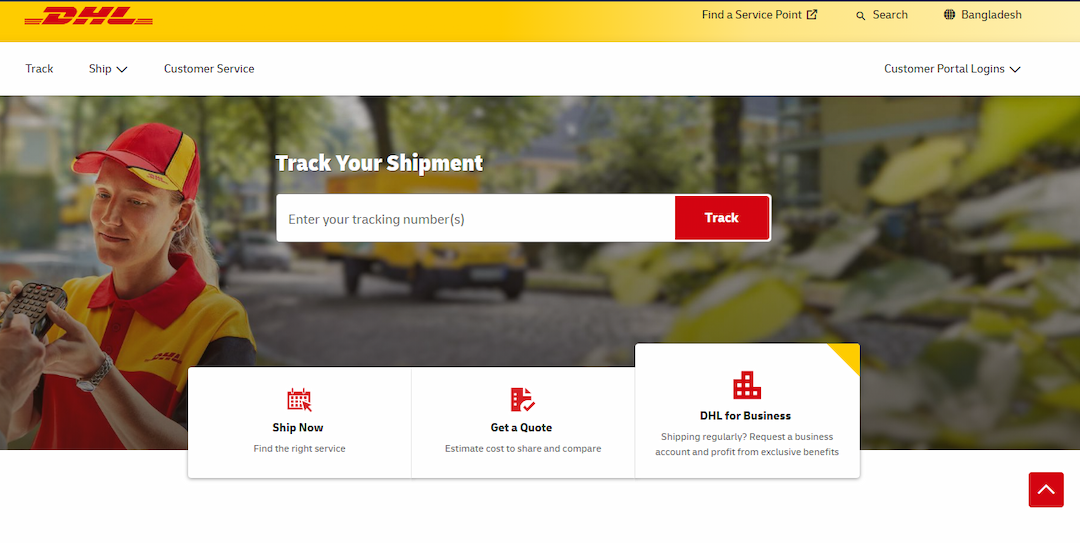 DHL
Find a Service Point
Search
Bangladesh
Track
Ship
Customer Service
Customer Portal Logins
Track Your Shipment
Enter your tracking number(s)
Track
Ship Now
Find the right service
Get a Quote
Estimate cost to share and compare
DHL for Business
Shipping regularly? Request a business
account and profit from exclusive benefits